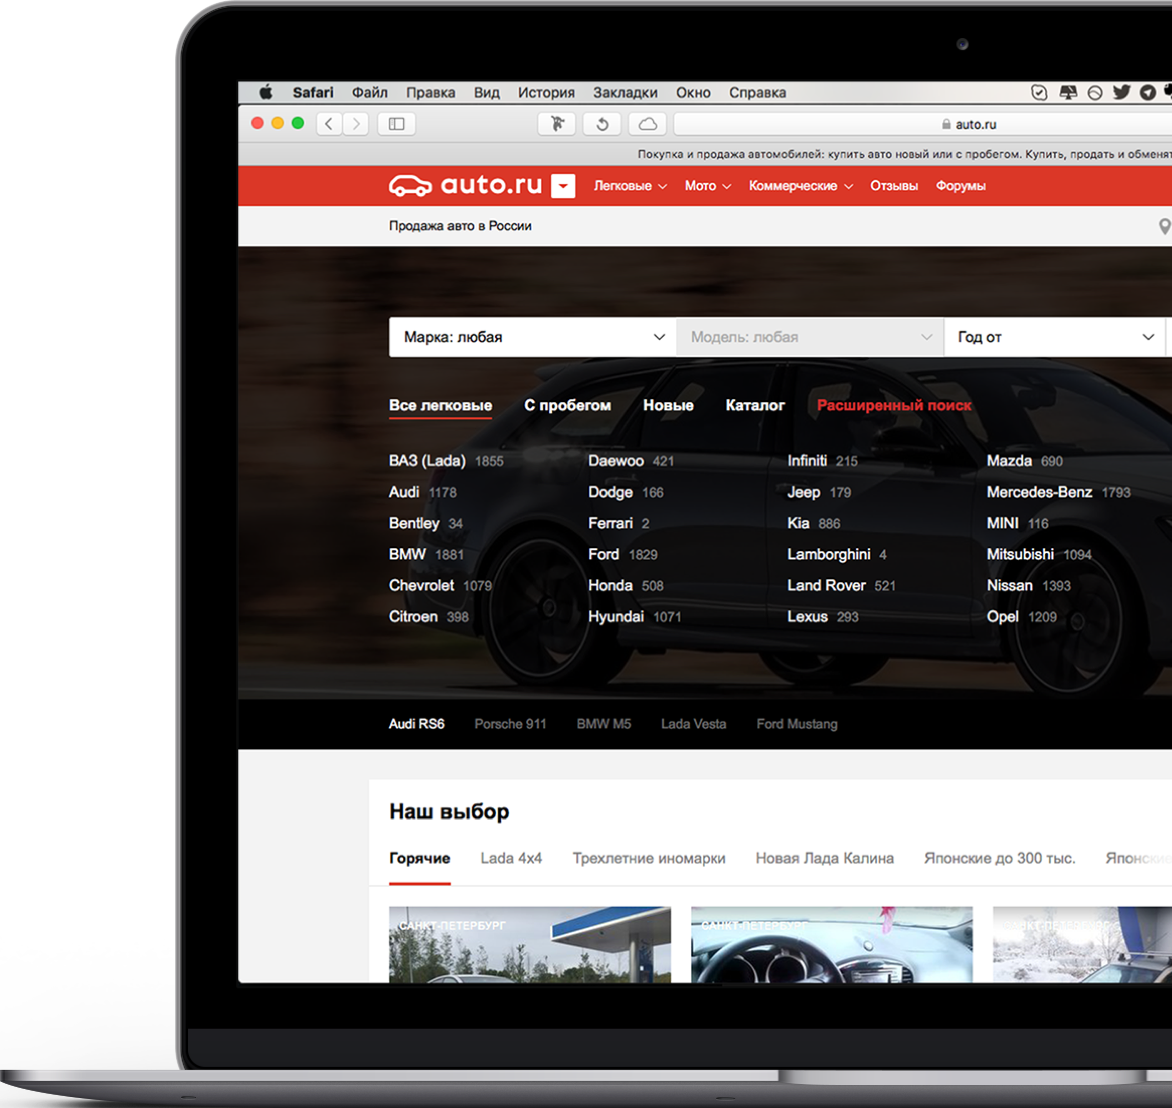 Safari Файл Правка Вид История Закладки Окно Справка
auto.ru
Покупка и продажа автомобилей: купить авто новый или с пробегом. Купить, продать и обменят
auto.ru Легковые Мото Коммерческие Отзывы Форумы
Продажа авто в России
Марка: любая Модель: любая Год от
Все легковые С пробегом Новые Каталог Расширенный поиск
ВАЗ (Lada) 1855 Daewoo 421 Infiniti 215 Mazda 690
Audi 1178 Dodge 166 Jeep 179 Mercedes-Benz 1793
Bentley 34 Ferrari 2 Kia 886 MINI 116
BMW 1881 Ford 1829 Lamborghini 4 Mitsubishi 1094
Chevrolet 1079 Honda 508 Land Rover 521 Nissan 1393
Citroen 398 Hyundai 1071 Lexus 293 Opel 1209
Audi RS6 Porsche 911 BMW M5 Lada Vesta Ford Mustang
Наш выбор
Горячие Lada 4x4 Трехлетние иномарки Новая Лада Калина Японские до 300 тыс. Японские
САНКТ-ПЕТЕРБУРГ САНКТ-ПЕТЕРБУРГ САНКТ-ПЕТЕРБУРГ